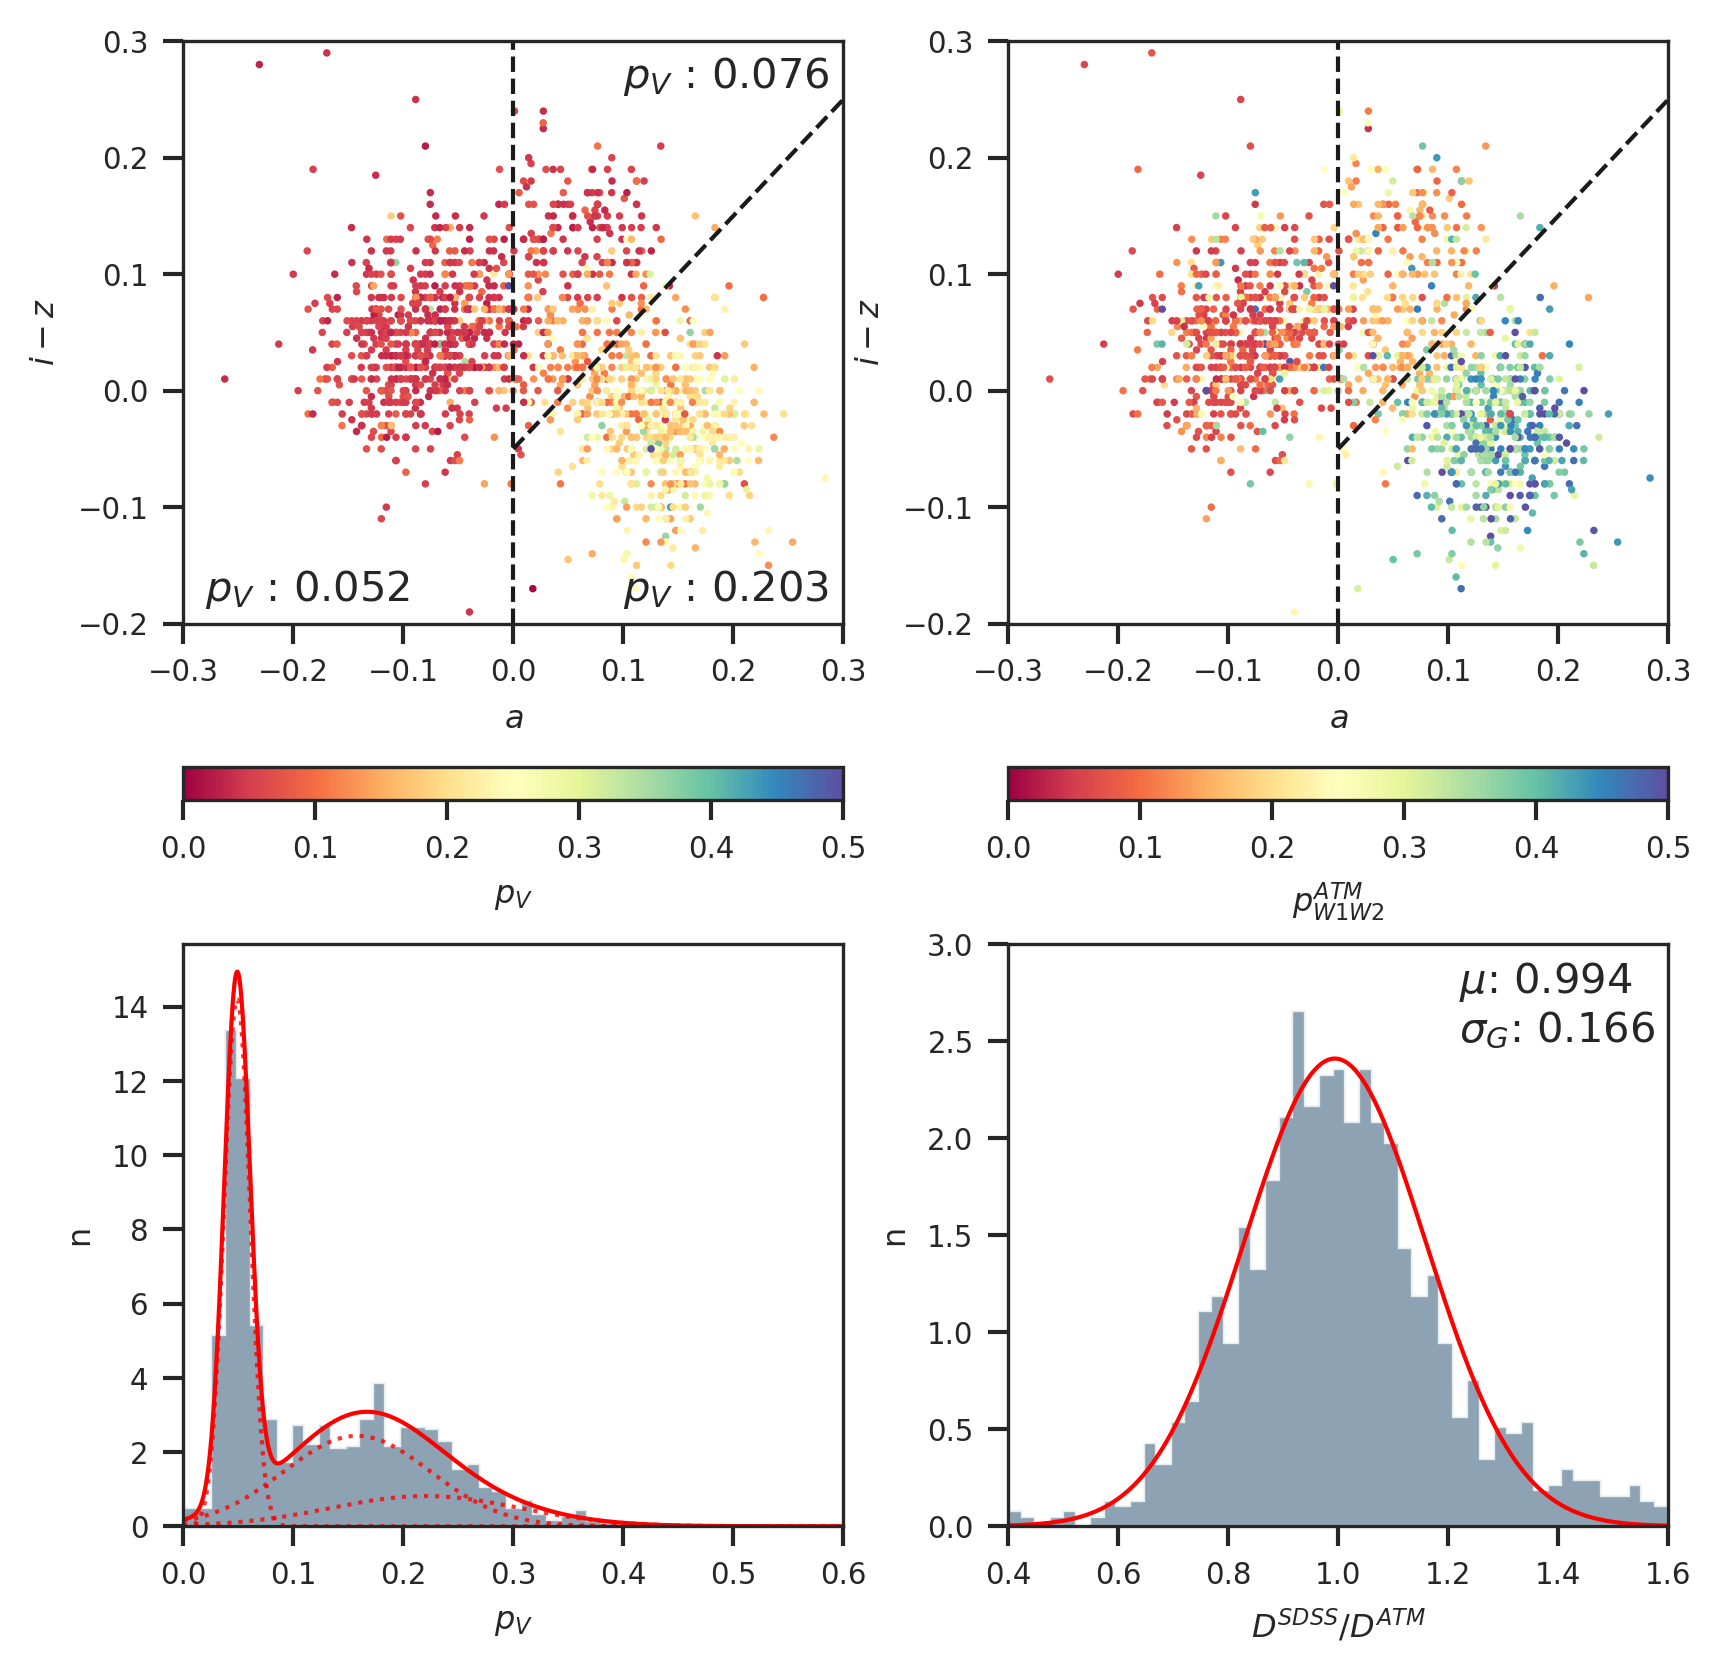 0.3 0.2 0.1 0.0 −0.1 −0.2
i − z
p_V : 0.076
p_V : 0.052
p_V : 0.203
−0.3 −0.2 −0.1 0.0 0.1 0.2 0.3
a
0.3 0.2 0.1 0.0 −0.1 −0.2
i − z
−0.3 −0.2 −0.1 0.0 0.1 0.2 0.3
a
0.0 0.1 0.2 0.3 0.4 0.5
p_V
0.0 0.1 0.2 0.3 0.4 0.5
p_{W1W2}^{ATM}
14 12 10 8 6 4 2 0
n
0.0 0.1 0.2 0.3 0.4 0.5 0.6
p_V
3.0 2.5 2.0 1.5 1.0 0.5 0.0
n
μ: 0.994
σ_G: 0.166
0.4 0.6 0.8 1.0 1.2 1.4 1.6
D^{SDSS}/D^{ATM}